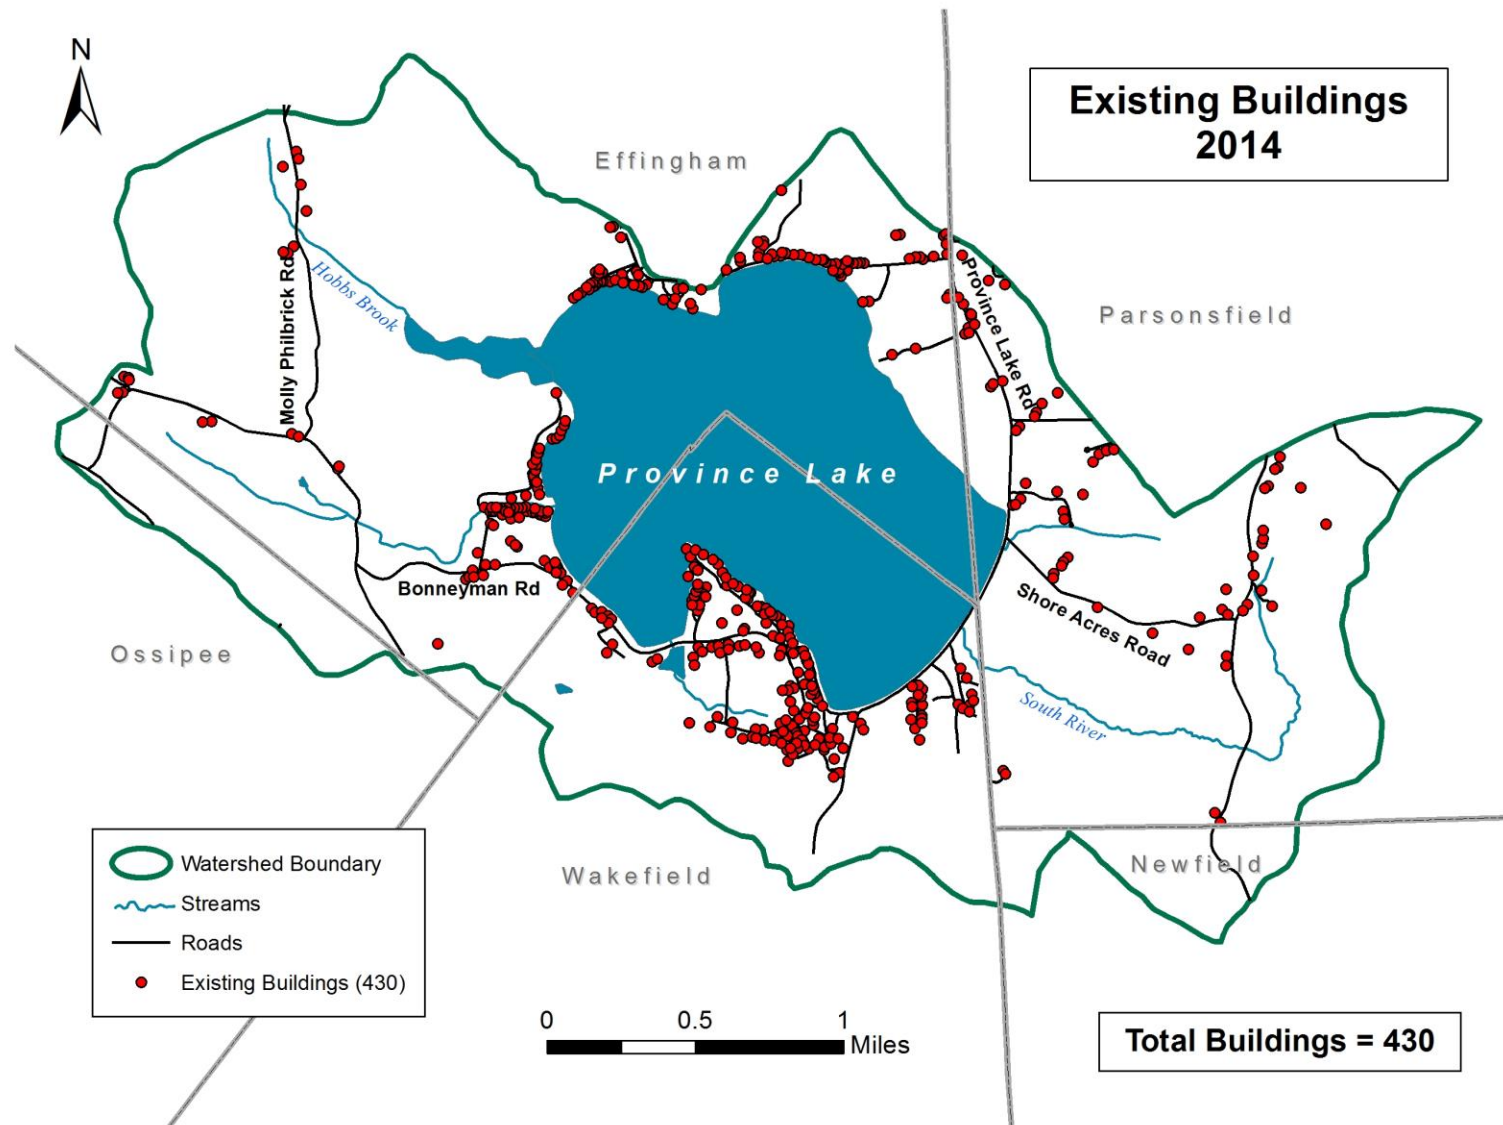 N
Existing Buildings
2014
Effingham
Parsonsfield
Hobbs Brook
Molly Philbrick Rd
Province Lake Rd
Province Lake
Bonneyman Rd
Shore Acres Road
Ossipee
South River
Wakefield
Newfield
Watershed Boundary
Streams
Roads
Existing Buildings (430)
0 0.5 1
Miles
Total Buildings = 430